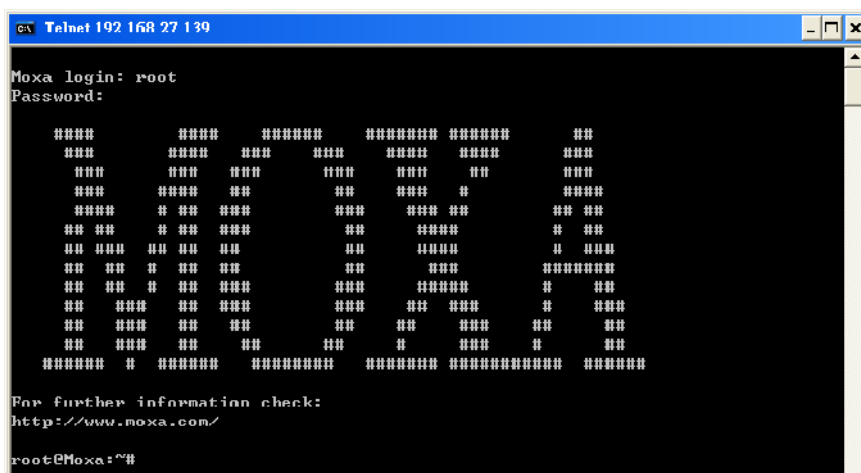 Telnet 192.168.27.139
Moxa login: root
Password:
MOXA
For further information check:
http://www.moxa.com/
root@Moxa:~#